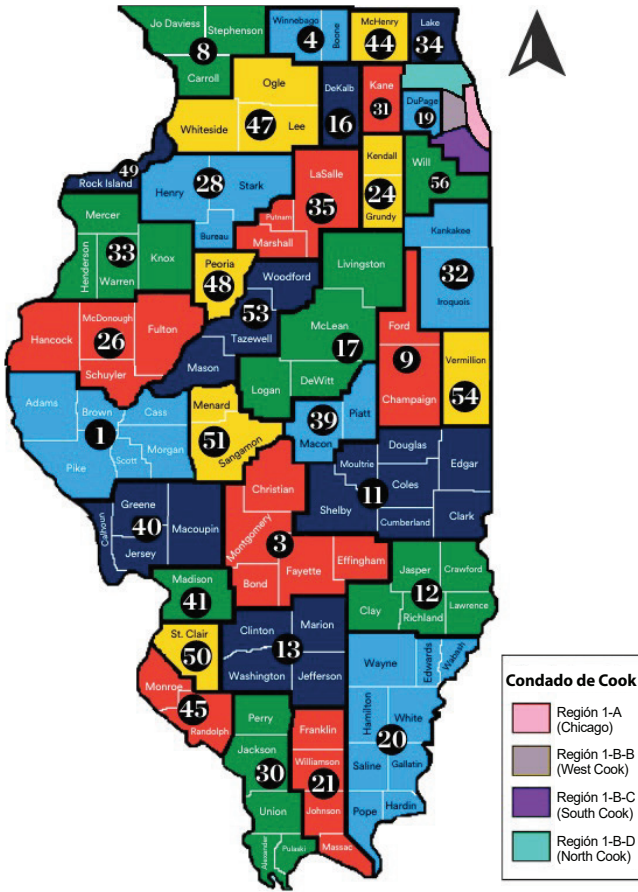 Jo Daviess
Stephenson
8
Carroll
Winnebago
Boone
4
McHenry
44
Lake
34
Ogle
Whiteside
47
Lee
DeKalb
16
Kane
31
DuPage
19
49
Rock Island
Henry
28
Stark
Bureau
LaSalle
Putnam
35
Marshall
Kendall
24
Grundy
Will
56
Mercer
33
Henderson
Warren
Knox
Peoria
48
Woodford
53
Tazewell
Mason
Livingston
McLean
17
Logan
DeWitt
Kankakee
32
Iroquois
Hancock
McDonough
26
Fulton
Schuyler
Ford
9
Champaign
Vermillion
54
Adams
Brown
Cass
1
Pike
Scott
Morgan
Menard
51
Sangamon
39
Piatt
Macon
Douglas
Edgar
Moultrie
Coles
11
Shelby
Cumberland
Clark
Greene
40
Macoupin
Calhoun
Jersey
Christian
Montgomery
3
Effingham
Fayette
Bond
Jasper
Crawford
12
Clay
Richland
Lawrence
Madison
41
St. Clair
50
Clinton
Marion
13
Washington
Jefferson
Monroe
45
Randolph
Wayne
Edwards
Wabash
Hamilton
White
20
Saline
Gallatin
Pope
Hardin
Perry
Jackson
30
Union
Alexander
Pulaski
Franklin
Williamson
21
Johnson
Massac
Condado de Cook
Región 1-A
(Chicago)
Región 1-B-B
(West Cook)
Región 1-B-C
(South Cook)
Región 1-B-D
(North Cook)